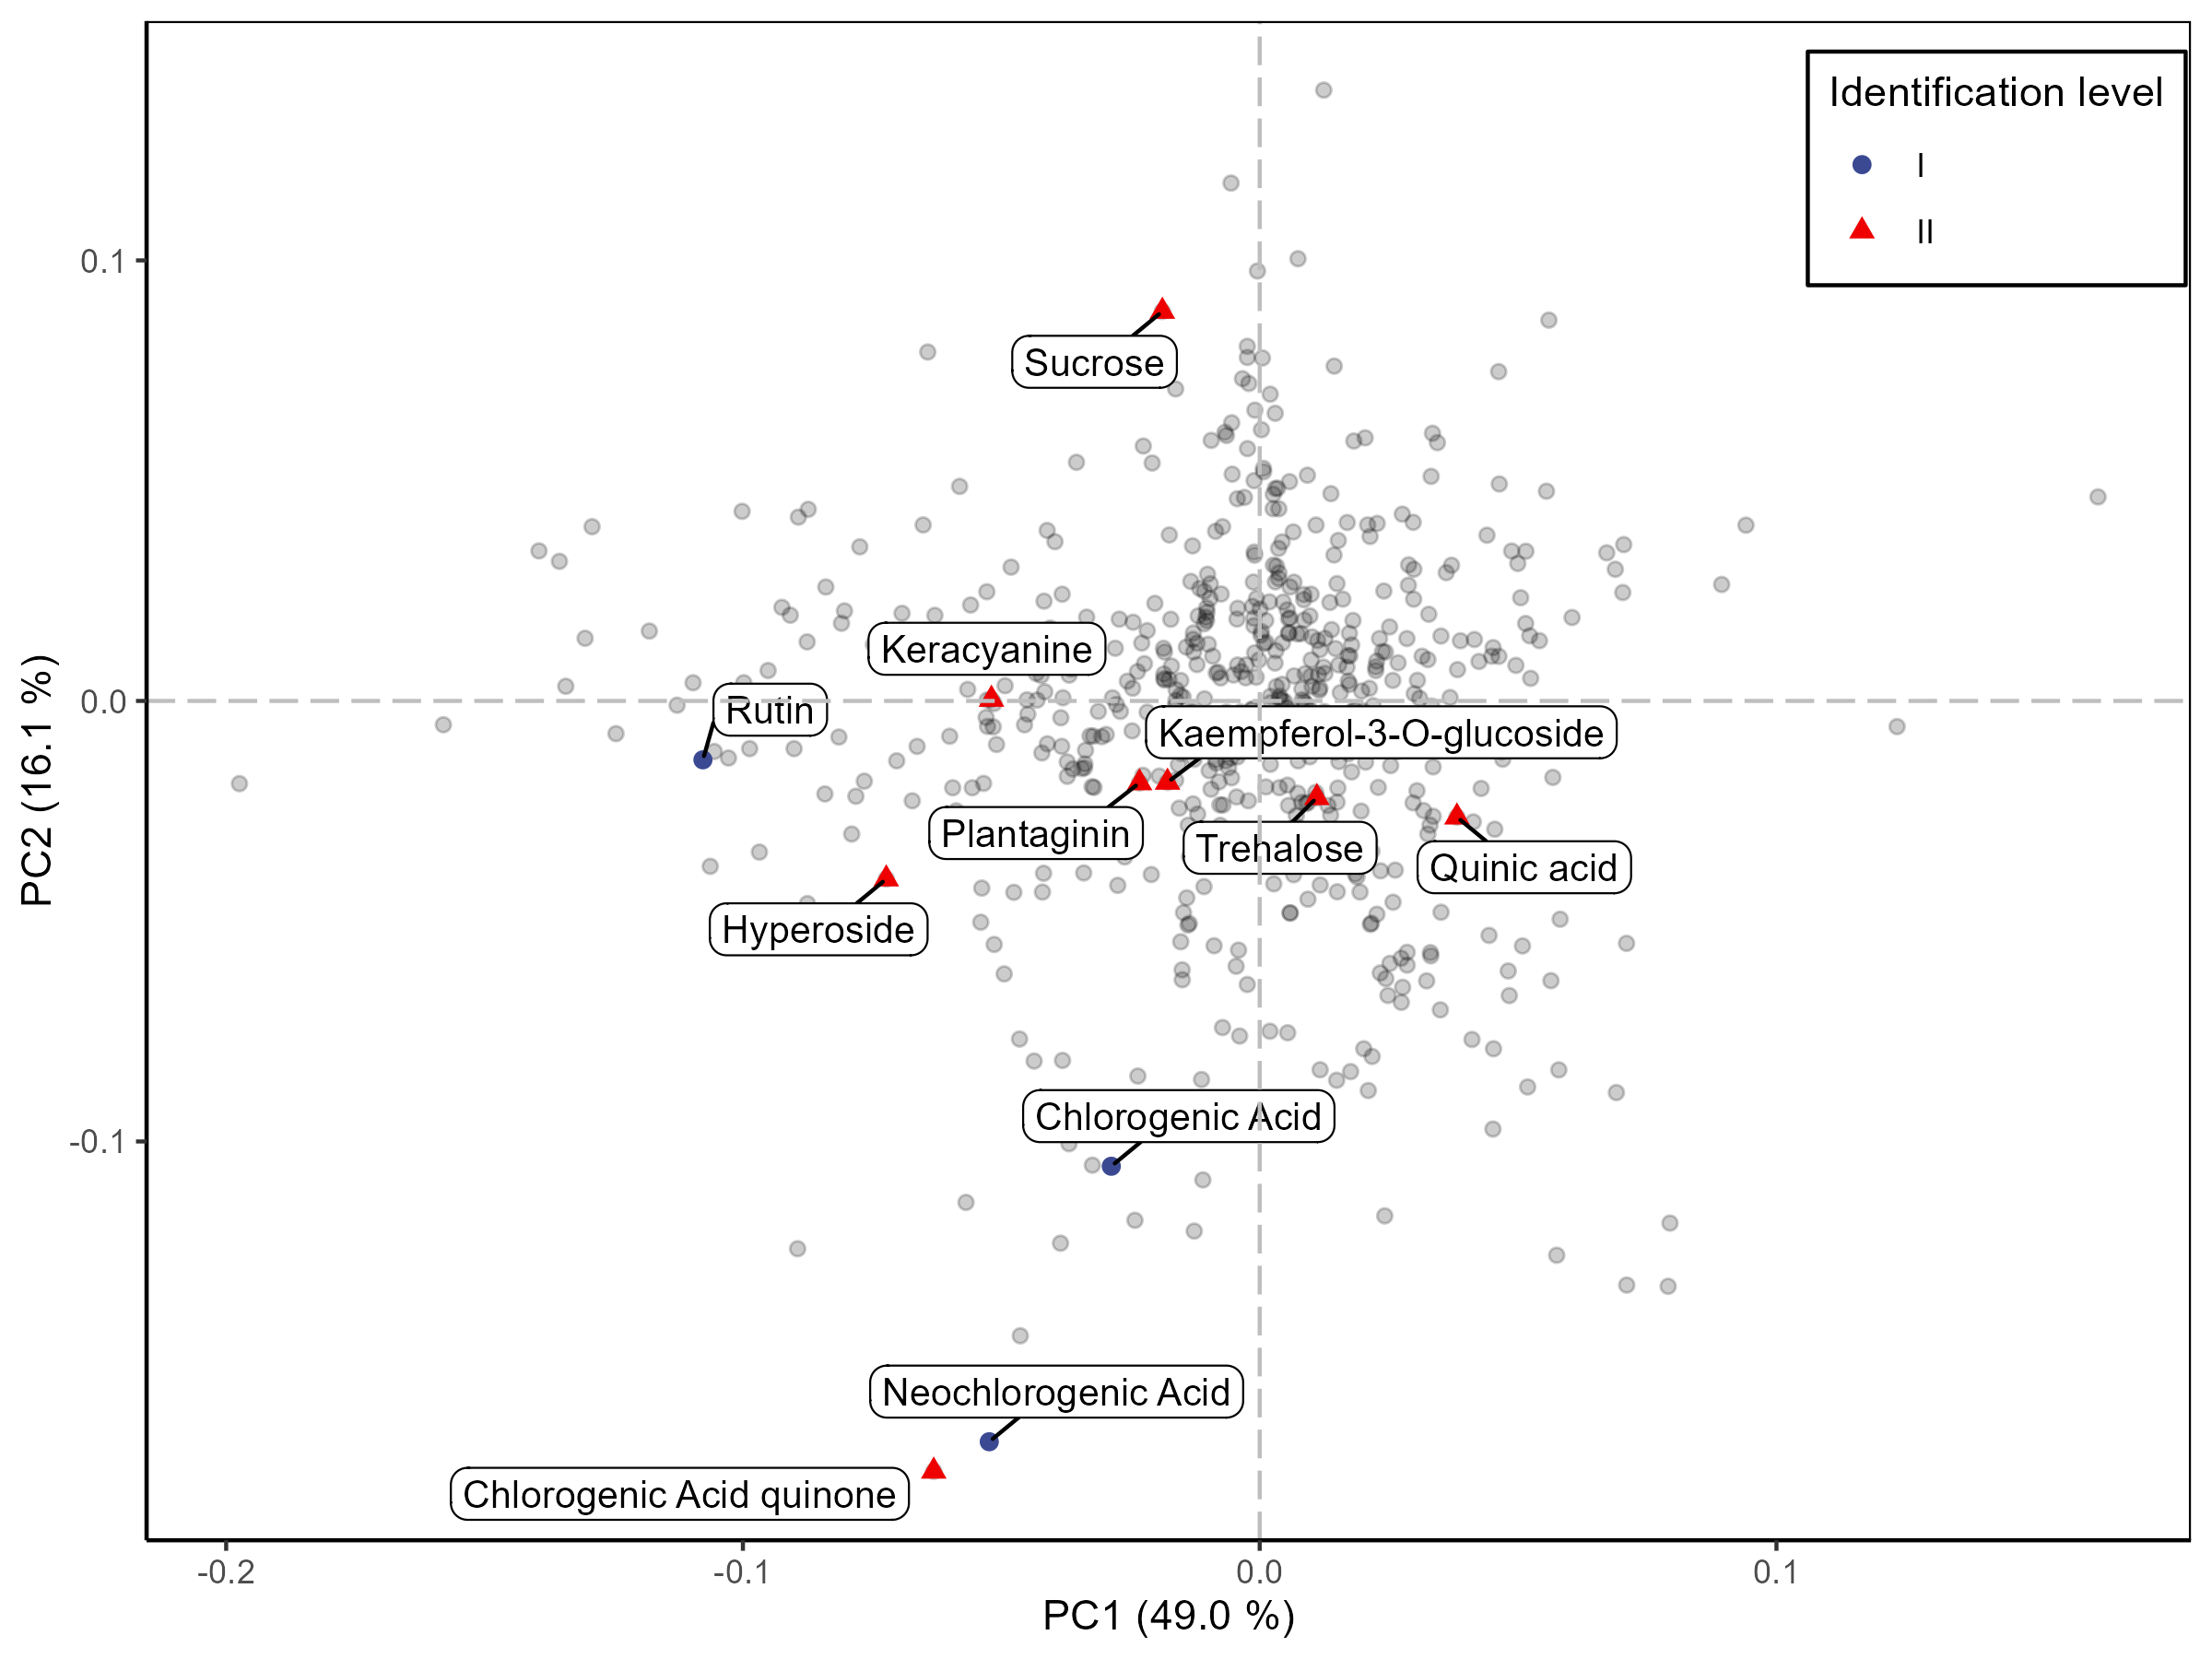 Identification level
I
II
0.1
Sucrose
Keracyanine
0.0
Rutin
Kaempferol-3-O-glucoside
PC2 (16.1 %)
Plantaginin
Trehalose
Quinic acid
Hyperoside
Chlorogenic Acid
-0.1
Neochlorogenic Acid
Chlorogenic Acid quinone
-0.2
-0.1
0.0
0.1
PC1 (49.0 %)